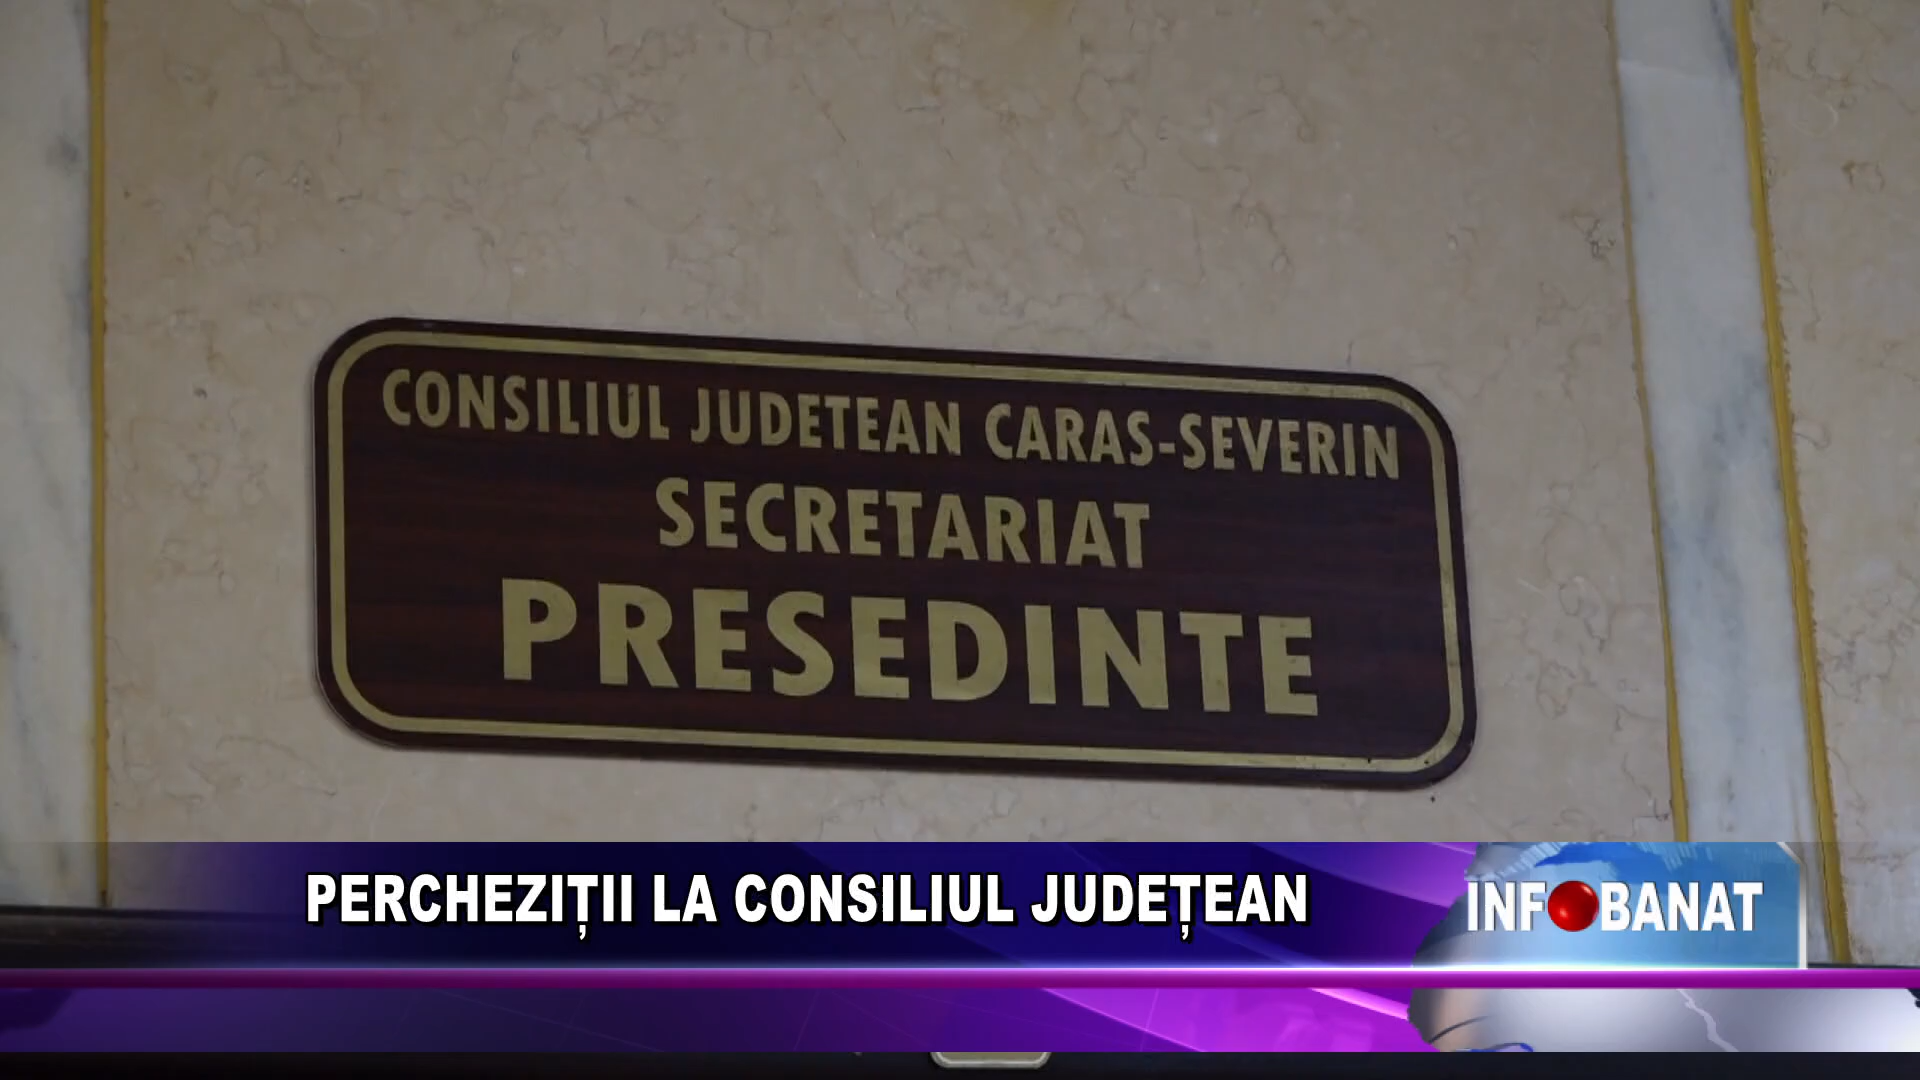 CONSILIUL JUDETEAN CARAS-SEVERIN
SECRETARIAT
PRESEDINTE
PERCHEZIȚII LA CONSILIUL JUDEȚEAN
INFOBANAT